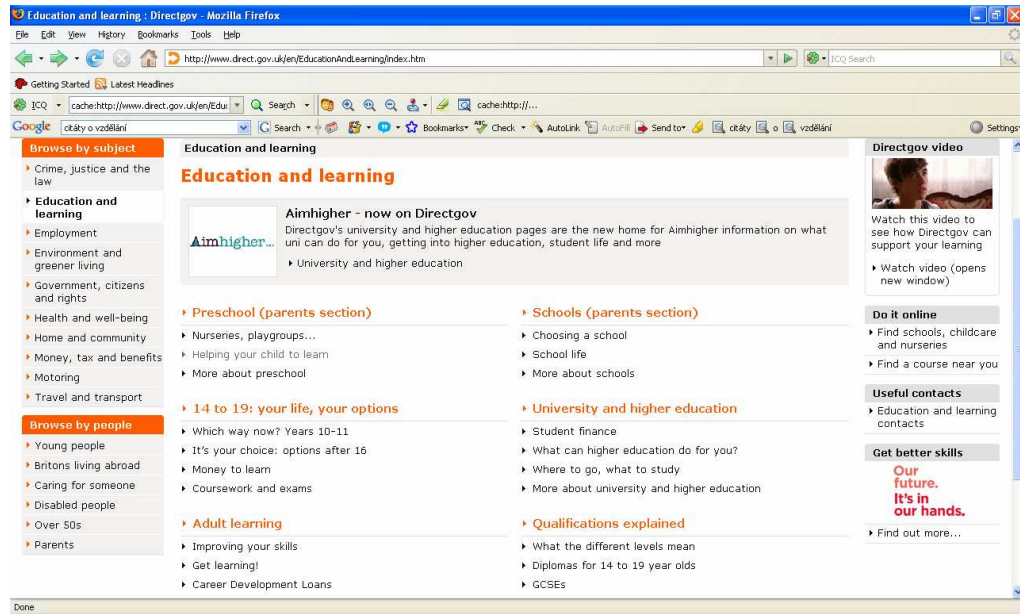 Education and learning : Directgov - Mozilla Firefox
File Edit View History Bookmarks Tools Help
http://www.direct.gov.uk/en/EducationAndLearning/index.htm
ICQ Search
Getting Started Latest Headlines
ICQ cache:http://www.direct.gov.uk/en/Educ Search cache:http://...
Google citáty o vzdělání Search Bookmarks Check AutoLink AutoFill Send to citáty o vzdělání Settings
Browse by subject
Crime, justice and the
law
Education and
learning
Employment
Environment and
greener living
Government, citizens
and rights
Health and well-being
Home and community
Money, tax and benefits
Motoring
Travel and transport
Browse by people
Young people
Britons living abroad
Caring for someone
Disabled people
Over 50s
Parents
Education and learning
Education and learning
Aimhigher...
Aimhigher - now on Directgov
Directgov's university and higher education pages are the new home for Aimhigher information on what
uni can do for you, getting into higher education, student life and more
University and higher education
Preschool (parents section)
Nurseries, playgroups...
Helping your child to learn
More about preschool
Schools (parents section)
Choosing a school
School life
More about schools
14 to 19: your life, your options
Which way now? Years 10-11
It's your choice: options after 16
Money to learn
Coursework and exams
University and higher education
Student finance
What can higher education do for you?
Where to go, what to study
More about university and higher education
Adult learning
Improving your skills
Get learning!
Career Development Loans
Qualifications explained
What the different levels mean
Diplomas for 14 to 19 year olds
GCSEs
Directgov video
Watch this video to
see how Directgov can
support your learning
Watch video (opens
new window)
Do it online
Find schools, childcare
and nurseries
Find a course near you
Useful contacts
Education and learning
contacts
Get better skills
Our
future.
It's in
our hands.
Find out more...
Done